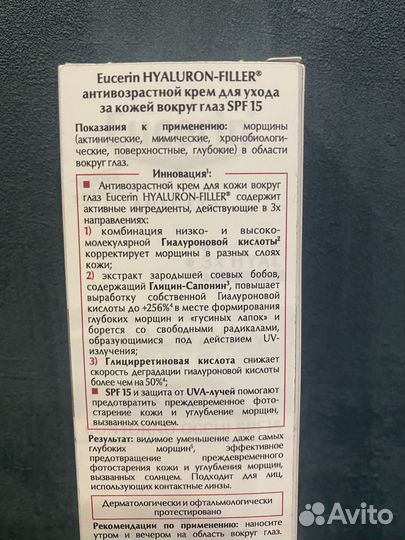 Eucerin HYALURON-FILLER®
антивозрастной крем для ухода
за кожей вокруг глаз SPF 15
Показания к применению: морщины
(актинические, мимические, хронобиологи-
ческие, поверхностные, глубокие) в области
вокруг глаз.
Инновация¹:
Антивозрастной крем для кожи вокруг
глаз Eucerin HYALURON-FILLER® содержит
активные ингредиенты, действующие в 3х
направлениях:
1) комбинация низко- и высоко-
молекулярной Гиалуроновой кислоты²
корректирует морщины в разных слоях
кожи;
2) экстракт зародышей соевых бобов,
содержащий Глицин-Сапонин³, повышает
выработку собственной Гиалуроновой
кислоты до +256%⁴ в месте формирования
глубоких морщин и «гусиных лапок» и
борется со свободными радикалами,
образующимися под действием UV-
излучения;
3) Глицирретиновая кислота снижает
скорость деградации гиалуроновой кислоты
более чем на 50%⁴;
SPF 15 и защита от UVA-лучей помогают
предотвратить преждевременное фото-
старение кожи и углубление морщин,
вызванных солнцем.
Результат: видимое уменьшение даже самых
глубоких морщин⁵, эффективное
предотвращение преждевременного
фотостарения кожи и углубления морщин,
вызванных солнцем. Подходит для лиц,
использующих контактные линзы.
Дерматологически и офтальмологически
протестировано
Рекомендации по применению: наносите
утром и вечером на область вокруг глаз.
Avito